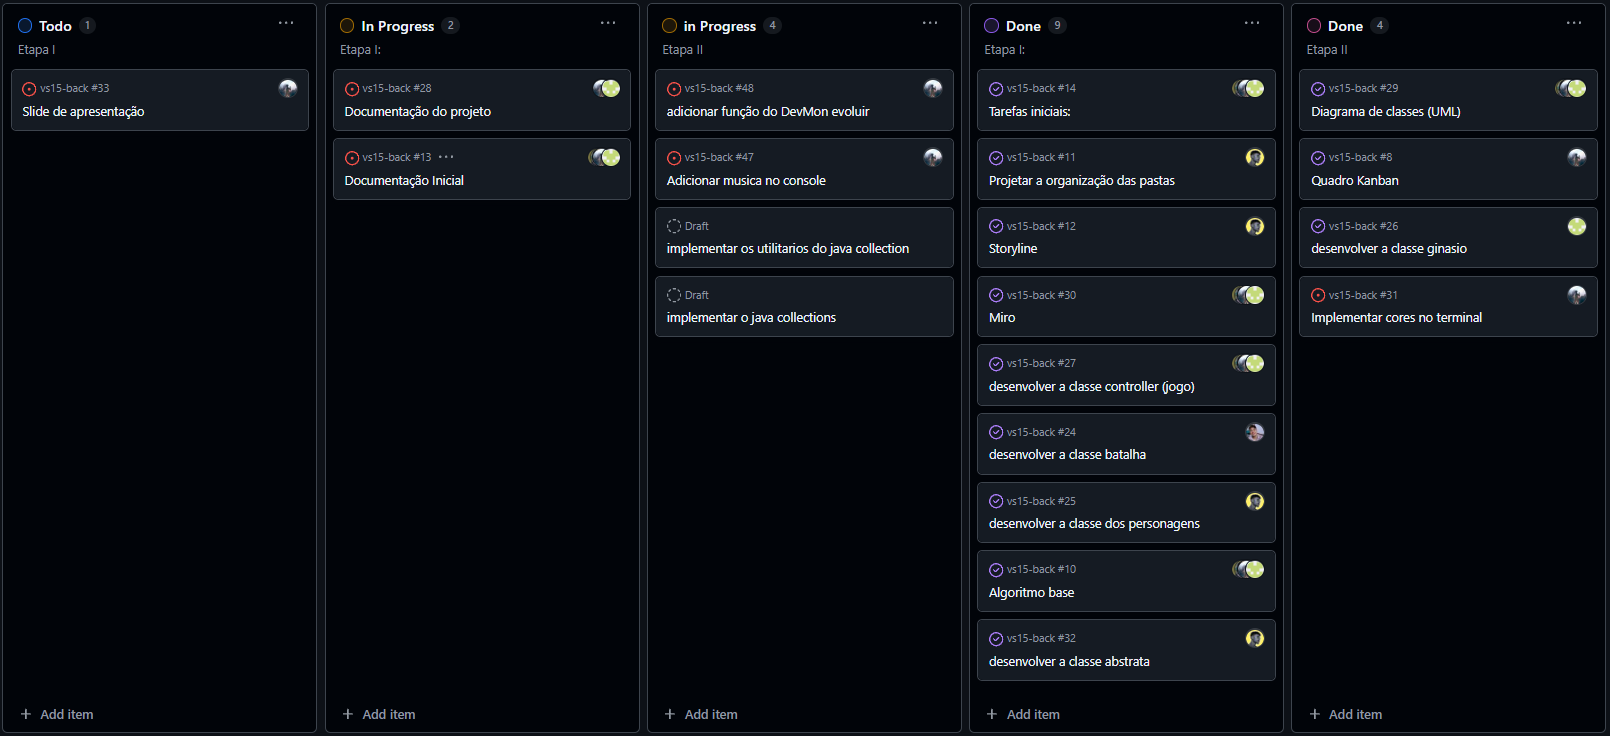 Todo 1
Etapa I
vs15-back #33
Slide de apresentação
Add item
In Progress 2
Etapa I:
vs15-back #28
Documentação do projeto
vs15-back #13
Documentação Inicial
Add item
in Progress 4
Etapa II
vs15-back #48
adicionar função do DevMon evoluir
vs15-back #47
Adicionar musica no console
Draft
implementar os utilitarios do java collection
Draft
implementar o java collections
Add item
Done 9
Etapa I:
vs15-back #14
Tarefas iniciais:
vs15-back #11
Projetar a organização das pastas
vs15-back #12
Storyline
vs15-back #30
Miro
vs15-back #27
desenvolver a classe controller (jogo)
vs15-back #24
desenvolver a classe batalha
vs15-back #25
desenvolver a classe dos personagens
vs15-back #10
Algoritmo base
vs15-back #32
desenvolver a classe abstrata
Add item
Done 4
Etapa II
vs15-back #29
Diagrama de classes (UML)
vs15-back #8
Quadro Kanban
vs15-back #26
desenvolver a classe ginasio
vs15-back #31
Implementar cores no terminal
Add item